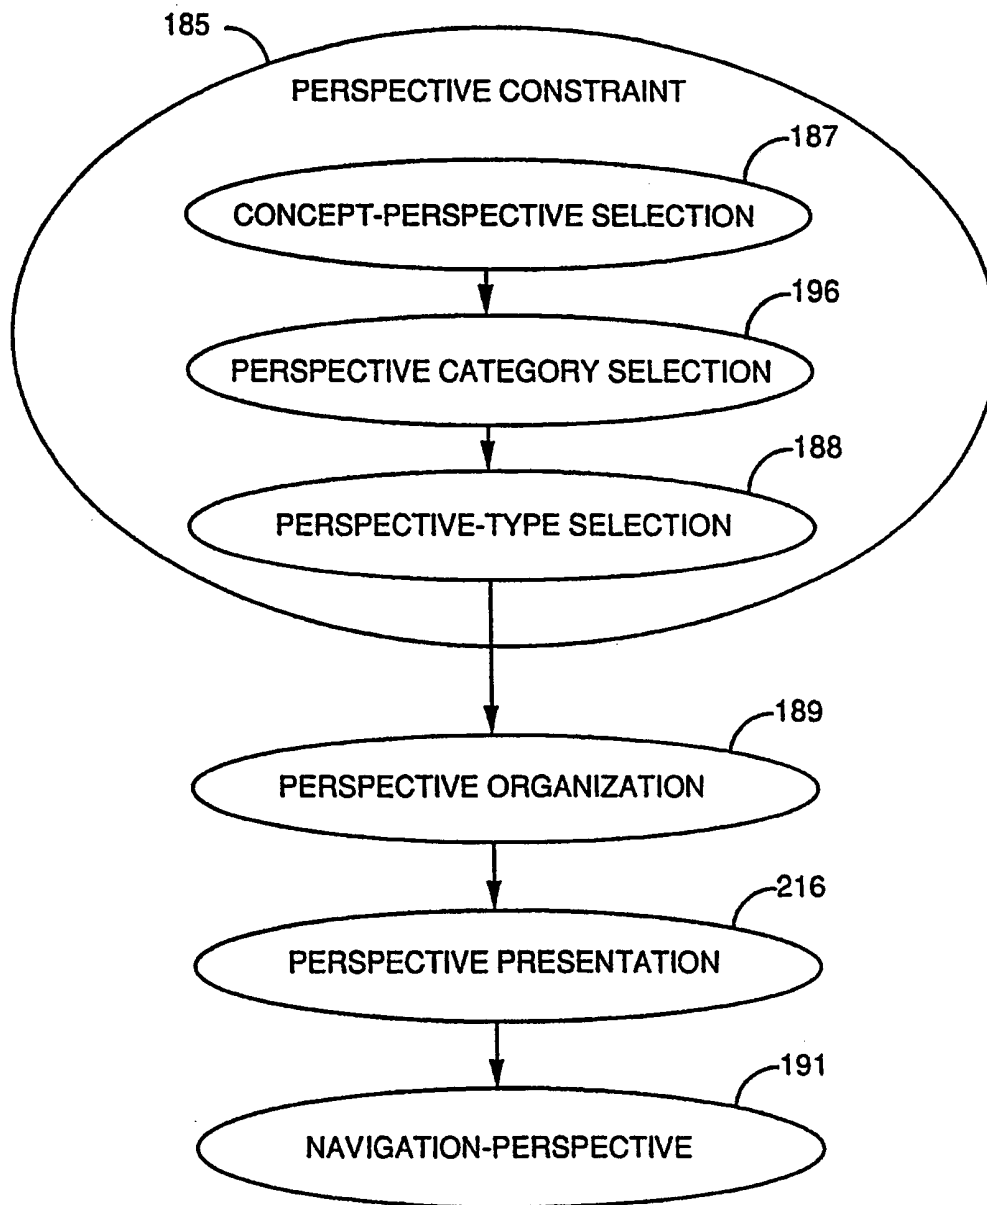 185
PERSPECTIVE CONSTRAINT
187
CONCEPT-PERSPECTIVE SELECTION
196
PERSPECTIVE CATEGORY SELECTION
188
PERSPECTIVE-TYPE SELECTION
189
PERSPECTIVE ORGANIZATION
216
PERSPECTIVE PRESENTATION
191
NAVIGATION-PERSPECTIVE